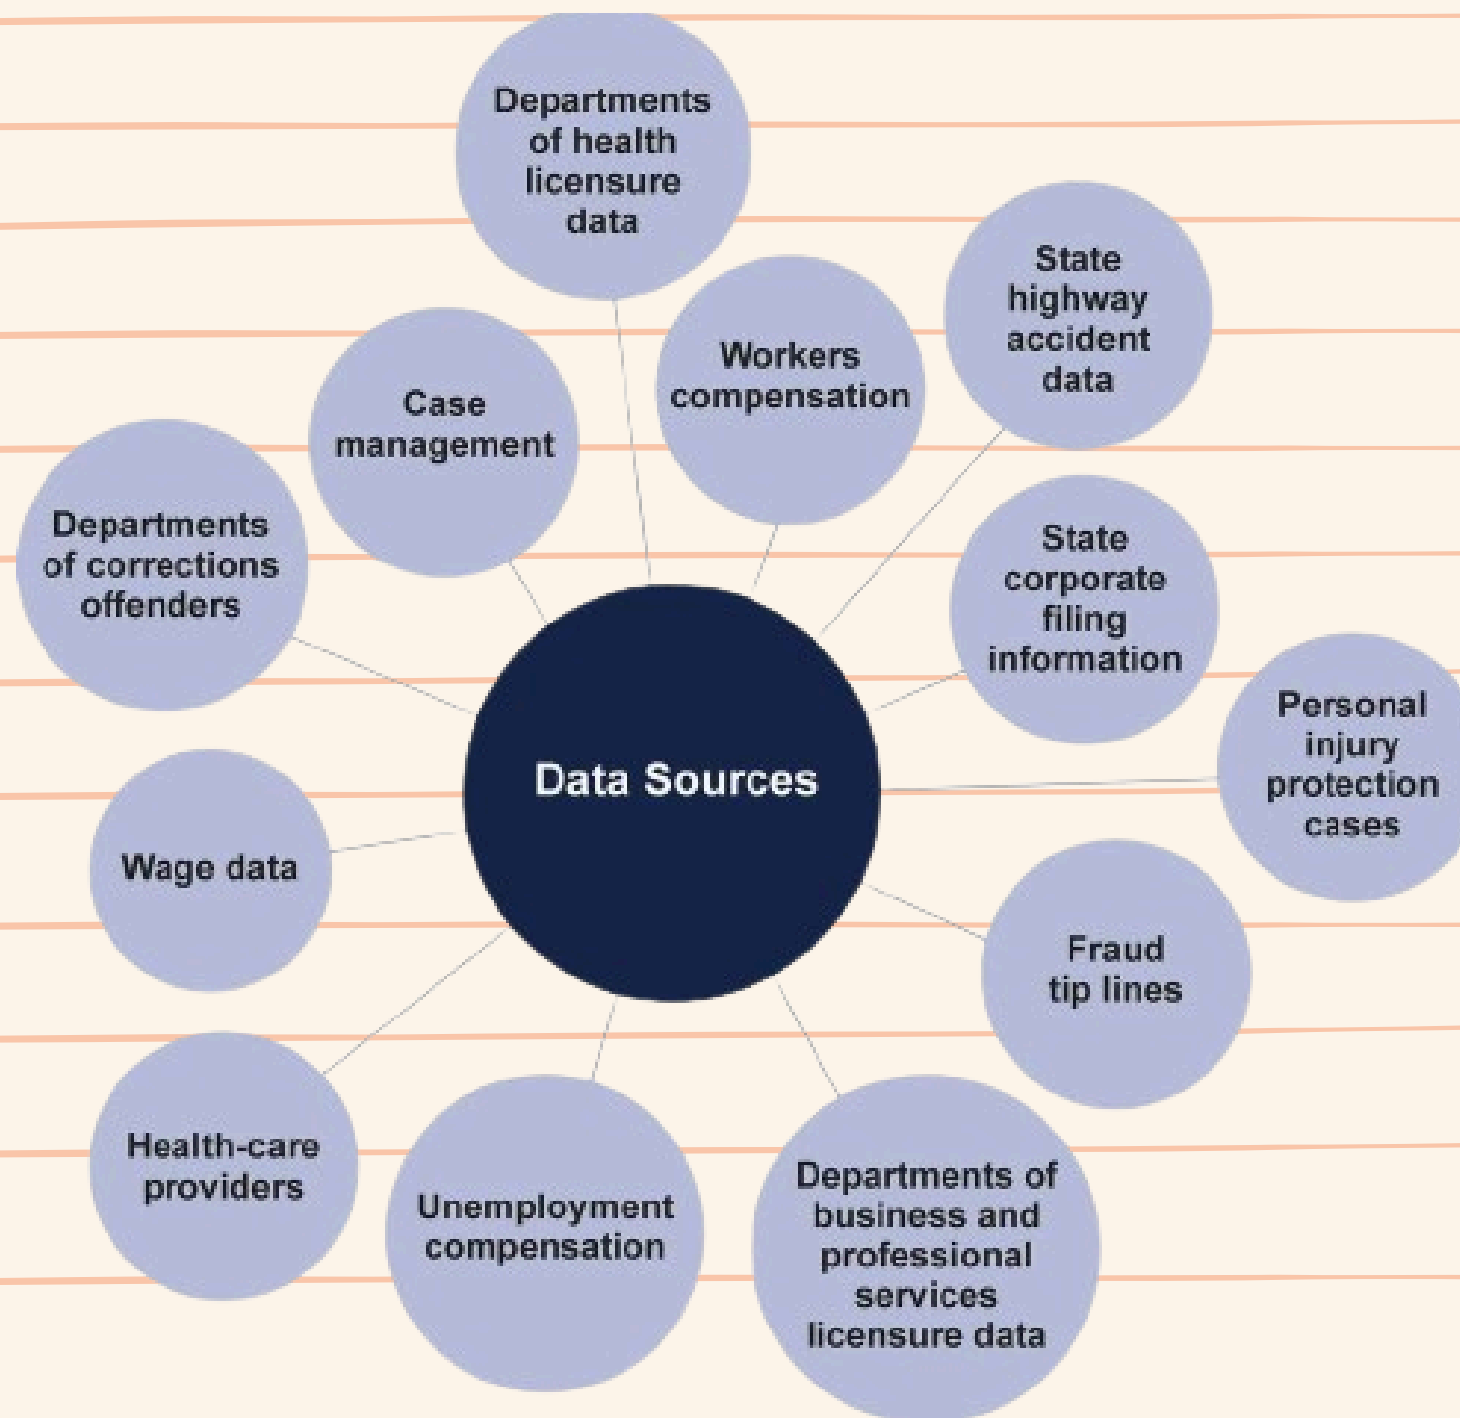 Departments
of health
licensure
data
State
highway
accident
data
Workers
compensation
Case
management
Departments
of corrections
offenders
State
corporate
filing
information
Personal
injury
protection
cases
Data Sources
Wage data
Fraud
tip lines
Health-care
providers
Unemployment
compensation
Departments of
business and
professional
services
licensure data